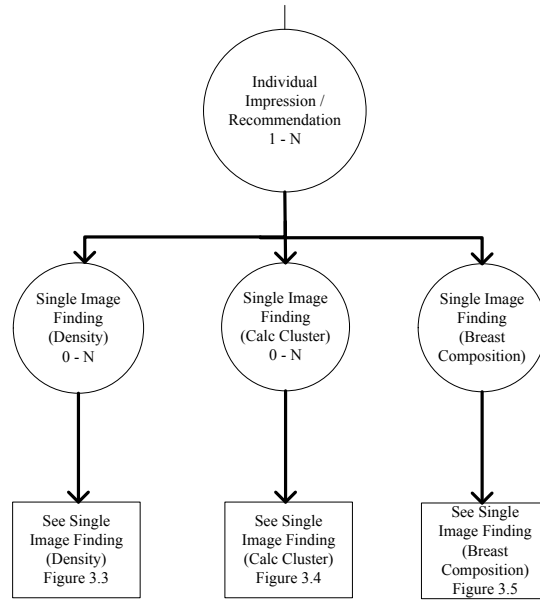 Individual
Impression /
Recommendation
1 - N
Single Image
Finding
(Density)
0 - N
Single Image
Finding
(Calc Cluster)
0 - N
Single Image
Finding
(Breast
Composition)
See Single
Image Finding
(Density)
Figure 3.3
See Single
Image Finding
(Calc Cluster)
Figure 3.4
See Single
Image Finding
(Breast
Composition)
Figure 3.5